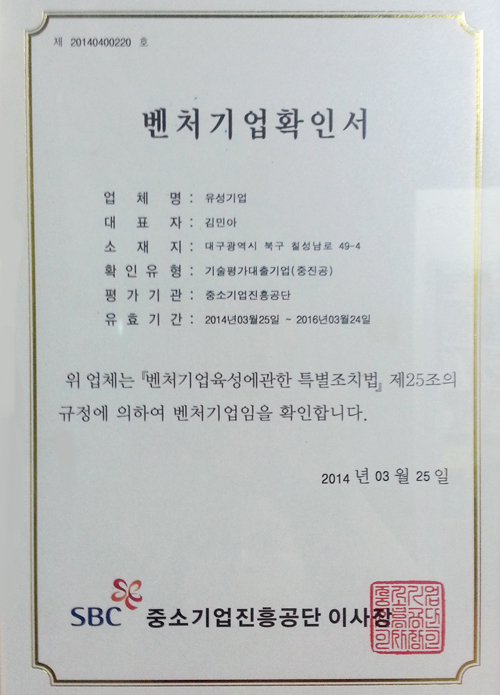 제 20140400220 호
벤처기업확인서
업 체 명 : 유성기업
대 표 자 : 김민아
소 재 지 : 대구광역시 북구 칠성남로 49-4
확 인 유 형 : 기술평가대출기업(중진공)
평 가 기 관 : 중소기업진흥공단
유 효 기 간 : 2014년03월25일 ~ 2016년03월24일
위 업체는 『벤처기업육성에관한 특별조치법』 제25조의
규정에 의하여 벤처기업임을 확인합니다.
2014 년 03 월 25 일
SBC 중소기업진흥공단 이사장